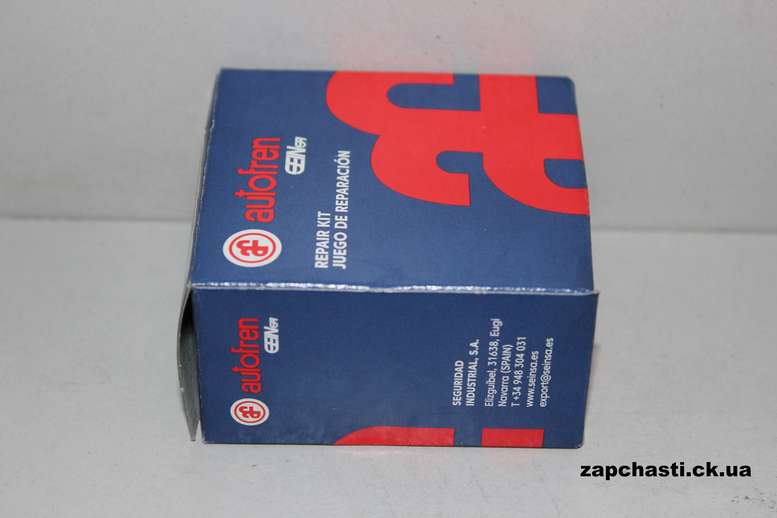 autofren
SEINSA
REPAIR KIT
JUEGO DE REPARACIÓN
autofren
SEINSA
SEGURIDAD
INDUSTRIAL, S.A.
Elizguibel, 31638, Eugi
Navarra (SPAIN)
T +34 948 304 031
www.seinsa.es
export@seinsa.es
zapchasti.ck.ua